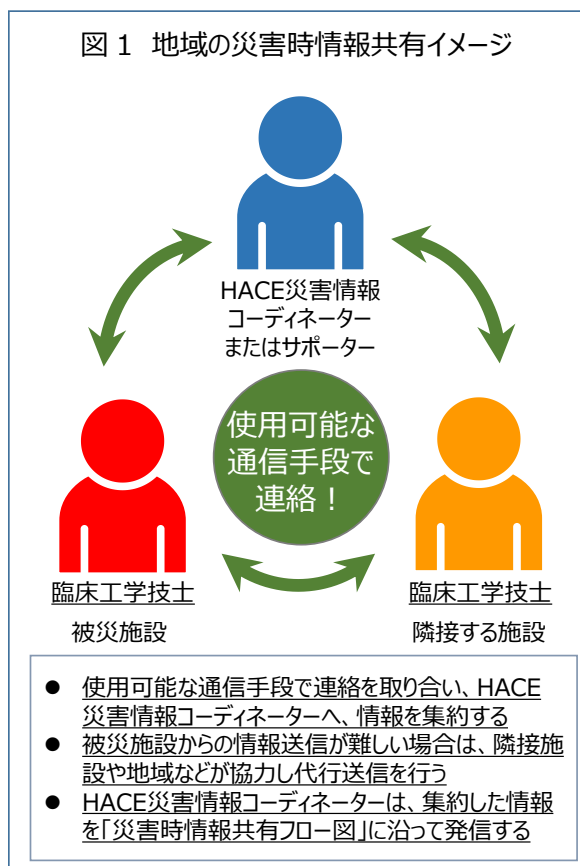 図1 地域の災害時情報共有イメージ
HACE災害情報
コーディネーター
またはサポーター
使用可能な
通信手段で
連絡！
臨床工学技士
被災施設
臨床工学技士
隣接する施設
● 使用可能な通信手段で連絡を取り合い、HACE
災害情報コーディネーターへ、情報を集約する
● 被災施設からの情報送信が難しい場合は、隣接施
設や地域などが協力し代行送信を行う
● HACE災害情報コーディネーターは、集約した情報
を「災害時情報共有フロー図」に沿って発信する